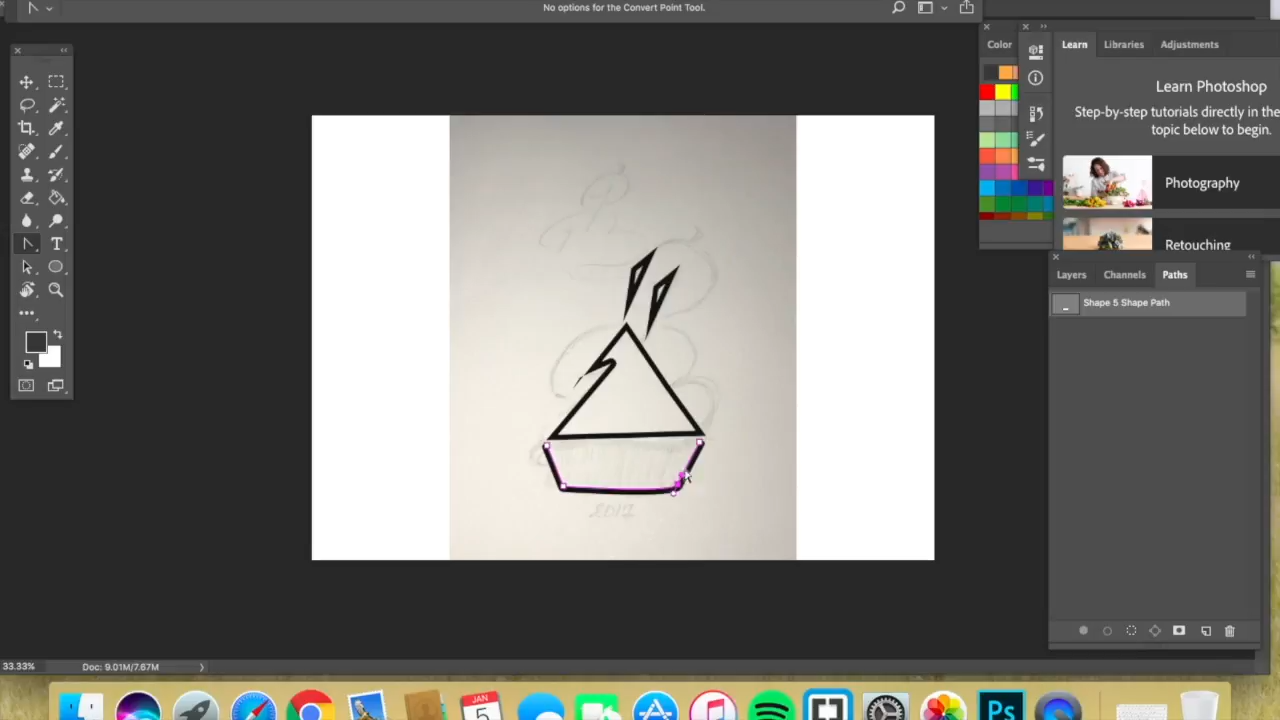 No options for the Convert Point Tool.
Color
Learn Libraries Adjustments
Learn Photoshop
Step-by-step tutorials directly in the
topic below to begin.
Photography
Retouching
Layers Channels Paths
Shape 5 Shape Path
T
33.33% Doc: 9.01M/7.67M
JAN
5
Ps